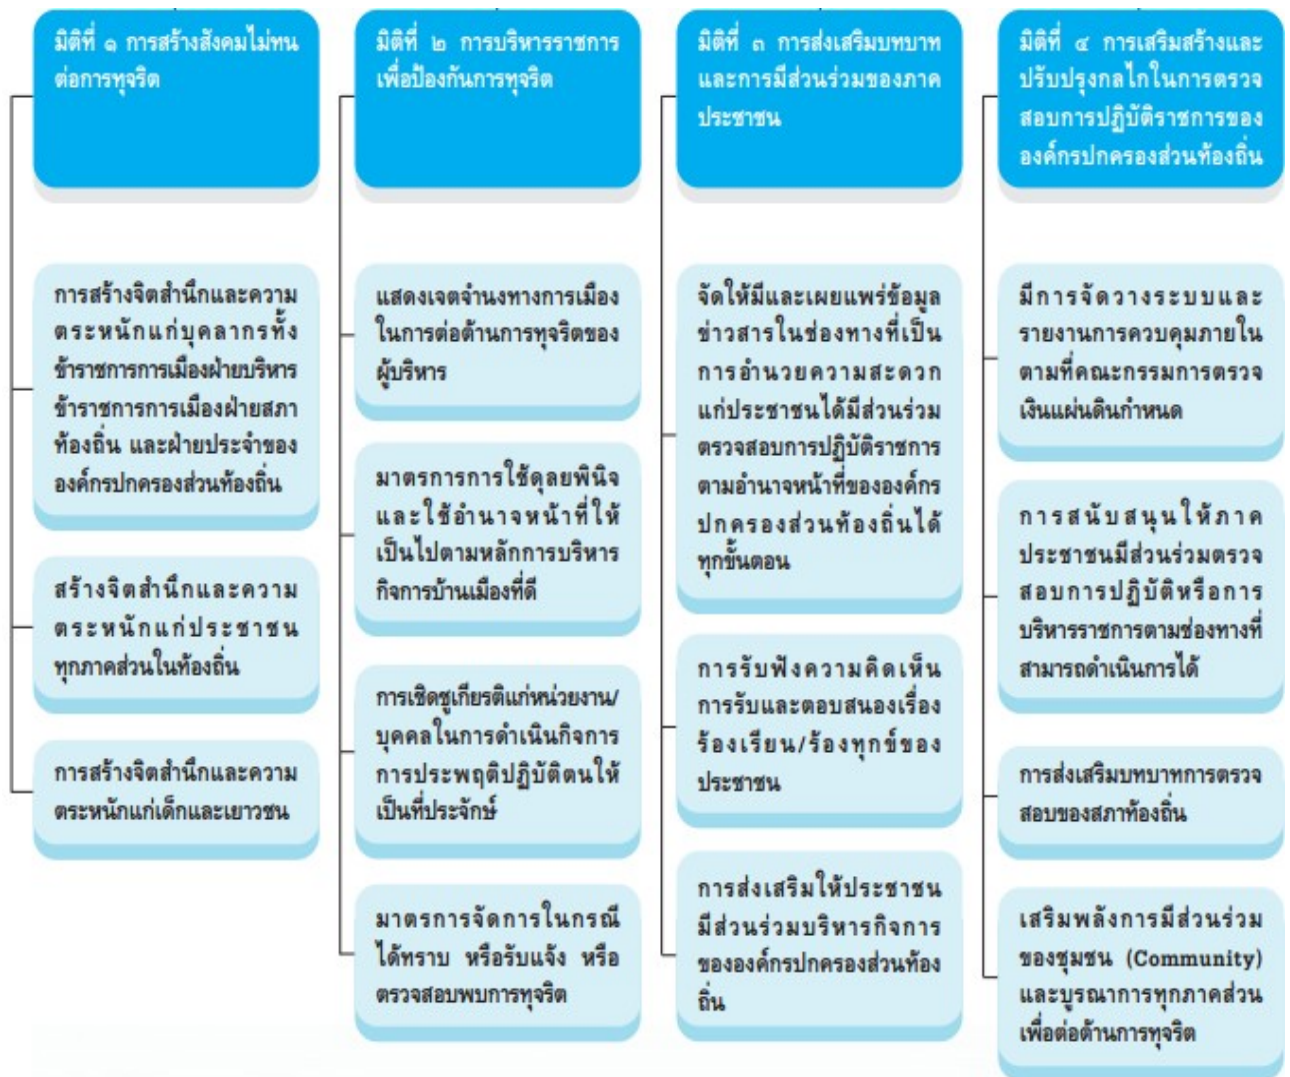 มิติที่ ๑ การสร้างสังคมไม่ทน
ต่อการทุจริต
การสร้างจิตสำนึกและความ
ตระหนักแก่บุคลากรทั้ง
ข้าราชการการเมืองฝ่ายบริหาร
ข้าราชการการเมืองฝ่ายสภา
ท้องถิ่น และฝ่ายประจำของ
องค์กรปกครองส่วนท้องถิ่น
สร้างจิตสำนึกและความ
ตระหนักแก่ประชาชน
ทุกภาคส่วนในท้องถิ่น
การสร้างจิตสำนึกและความ
ตระหนักแก่เด็กและเยาวชน
มิติที่ ๒ การบริหารราชการ
เพื่อป้องกันการทุจริต
แสดงเจตจำนงทางการเมือง
ในการต่อต้านการทุจริตของ
ผู้บริหาร
มาตรการการใช้ดุลยพินิจ
และใช้อำนาจหน้าที่ให้
เป็นไปตามหลักการบริหาร
กิจการบ้านเมืองที่ดี
การเชิดชูเกียรติแก่หน่วยงาน/
บุคคลในการดำเนินกิจการ
การประพฤติปฏิบัติตนให้
เป็นที่ประจักษ์
มาตรการจัดการในกรณี
ได้ทราบ หรือรับแจ้ง หรือ
ตรวจสอบพบการทุจริต
มิติที่ ๓ การส่งเสริมบทบาท
และการมีส่วนร่วมของภาค
ประชาชน
จัดให้มีและเผยแพร่ข้อมูล
ข่าวสารในช่องทางที่เป็น
การอำนวยความสะดวก
แก่ประชาชนได้มีส่วนร่วม
ตรวจสอบการปฏิบัติราชการ
ตามอำนาจหน้าที่ขององค์กร
ปกครองส่วนท้องถิ่นได้
ทุกขั้นตอน
การรับฟังความคิดเห็น
การรับและตอบสนองเรื่อง
ร้องเรียน/ร้องทุกข์ของ
ประชาชน
การส่งเสริมให้ประชาชน
มีส่วนร่วมบริหารกิจการ
ขององค์กรปกครองส่วนท้อง
ถิ่น
มิติที่ ๔ การเสริมสร้างและ
ปรับปรุงกลไกในการตรวจ
สอบการปฏิบัติราชการของ
องค์กรปกครองส่วนท้องถิ่น
มีการจัดวางระบบและ
รายงานการควบคุมภายใน
ตามที่คณะกรรมการตรวจ
เงินแผ่นดินกำหนด
การสนับสนุนให้ภาค
ประชาชนมีส่วนร่วมตรวจ
สอบการปฏิบัติหรือการ
บริหารราชการตามช่องทางที่
สามารถดำเนินการได้
การส่งเสริมบทบาทการตรวจ
สอบของสภาท้องถิ่น
เสริมพลังการมีส่วนร่วม
ของชุมชน (Community)
และบูรณาการทุกภาคส่วน
เพื่อต่อต้านการทุจริต